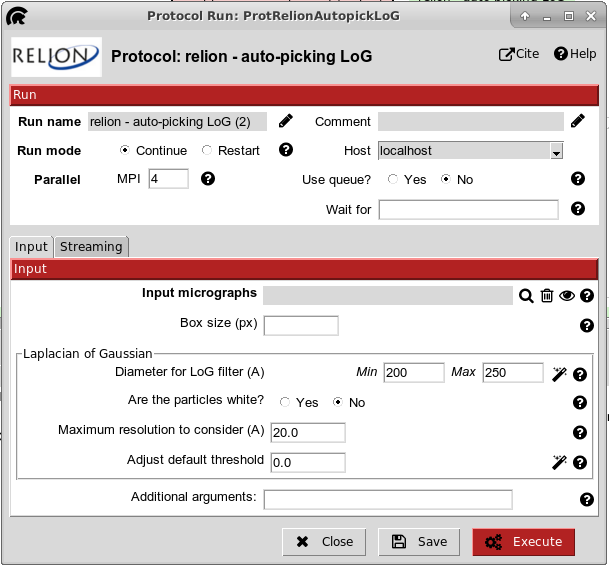 Protocol Run: ProtRelionAutopickLoG
RELION
Protocol: relion - auto-picking LoG
Cite
Help
Run
Run name relion - auto-picking LoG (2) Comment
Run mode Continue Restart Host localhost
Parallel MPI 4 Use queue? Yes No
Wait for
Input Streaming
Input
Input micrographs
Box size (px)
Laplacian of Gaussian
Diameter for LoG filter (A) Min 200 Max 250
Are the particles white? Yes No
Maximum resolution to consider (A) 20.0
Adjust default threshold 0.0
Additional arguments:
Close Save Execute